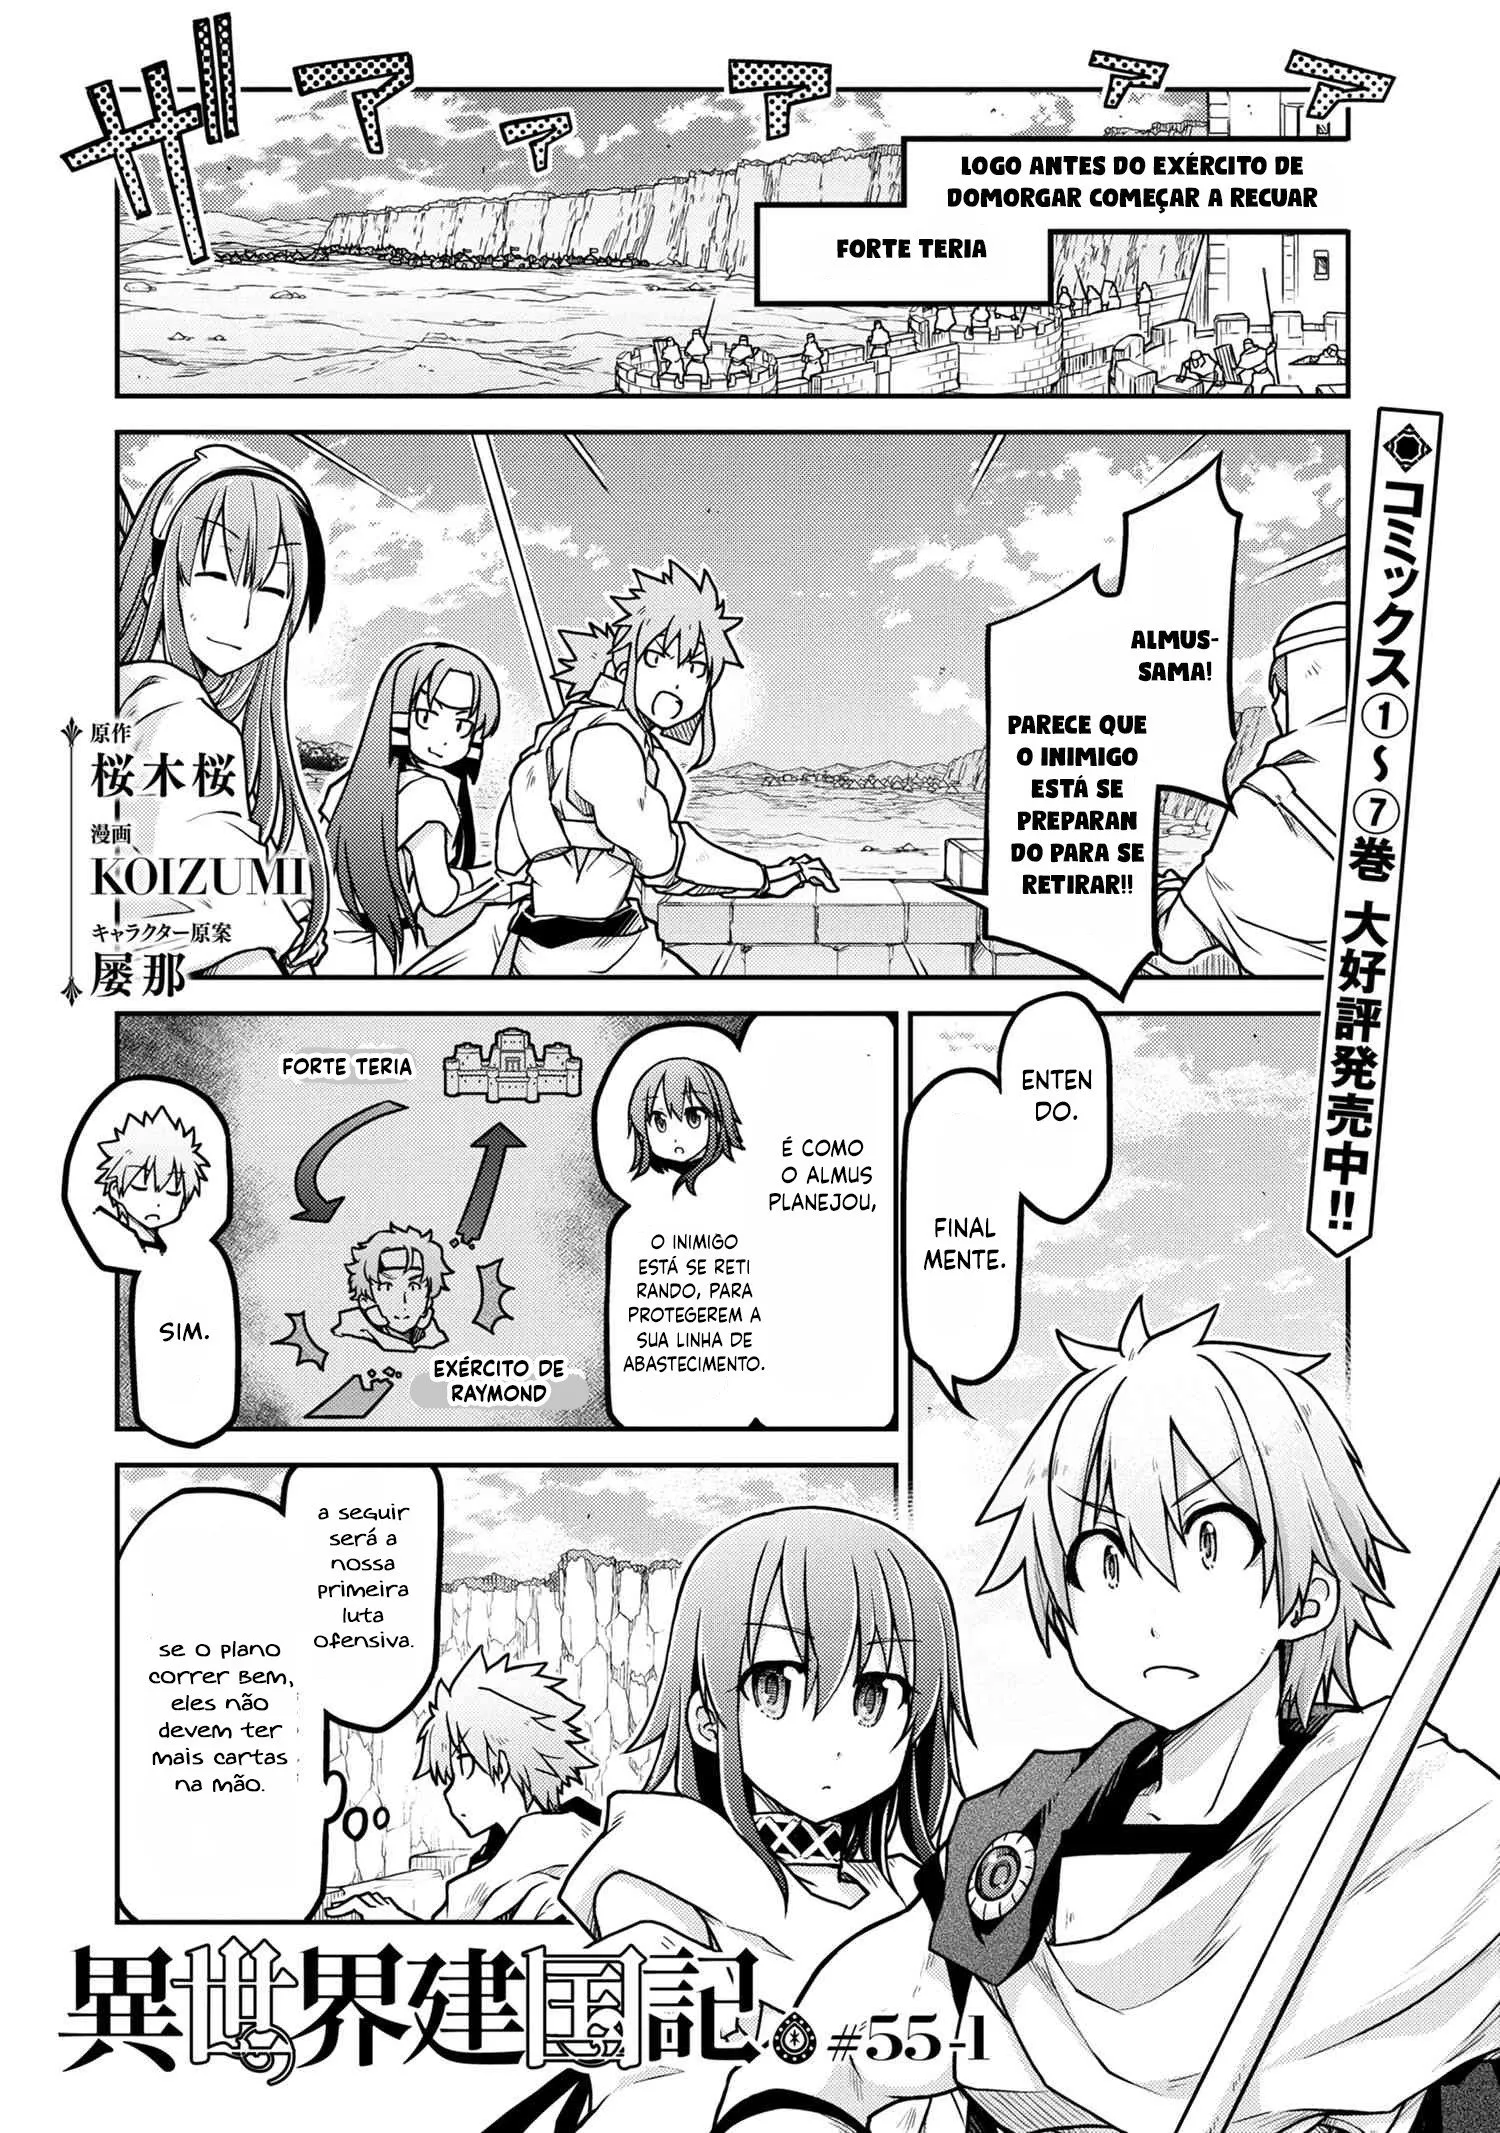 ザァァァァァ
LOGO ANTES DO EXÉRCITO DE
DOMORGAR COMEÇAR A RECUAR
FORTE TERIA
ALMUS-
SAMA!
PARECE QUE
O INIMIGO
ESTÁ SE
PREPARAN
DO PARA SE
RETIRAR!!
コミックス①~⑦巻 大好評発売中!!
原作
桜木桜
漫画
KOIZUMI
キャラクター原案
屡那
ENTEN
DO.
FINAL
MENTE.
É COMO
O ALMUS
PLANEJOU,
O INIMIGO
ESTÁ SE RETI
RANDO, PARA
PROTEGEREM A
SUA LINHA DE
ABASTECIMENTO.
FORTE TERIA
EXÉRCITO DE
RAYMOND
SIM.
a seguir
será a
nossa
primeira
luta
ofensiva.
se o plano
correr bem,
eles não
devem ter
mais cartas
na mão.
異世界建国記
#55-1